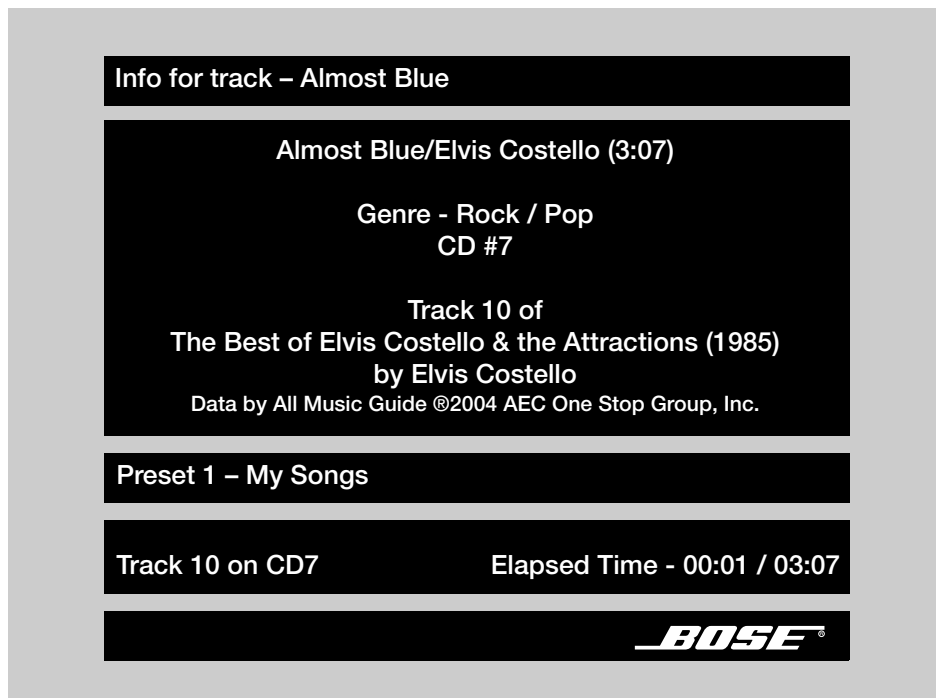 Info for track – Almost Blue
Almost Blue/Elvis Costello (3:07)
Genre - Rock / Pop
CD #7
Track 10 of
The Best of Elvis Costello & the Attractions (1985)
by Elvis Costello
Data by All Music Guide ®2004 AEC One Stop Group, Inc.
Preset 1 – My Songs
Track 10 on CD7 Elapsed Time - 00:01 / 03:07
BOSE®